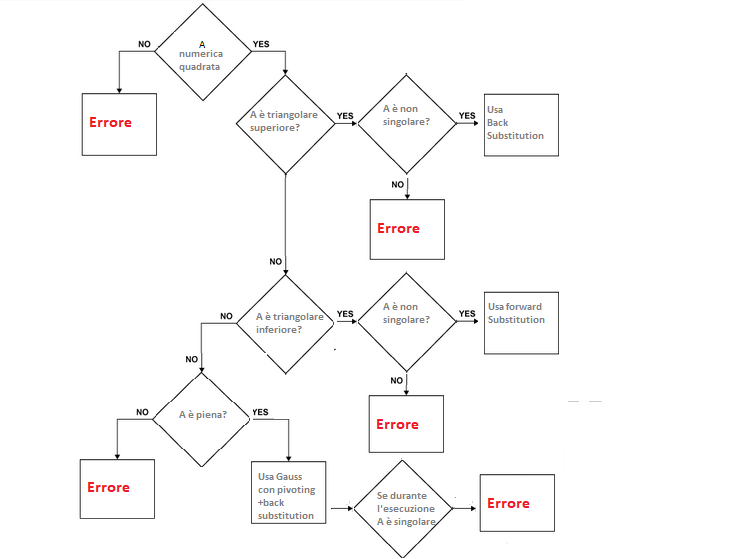 A
numerica
quadrata
NO
YES
Errore
A è triangolare
superiore?
YES
A è non
singolare?
YES
Usa
Back
Substitution
NO
Errore
NO
A è triangolare
inferiore?
NO
YES
A è non
singolare?
YES
Usa forward
Substitution
NO
NO
Errore
A è piena?
NO
YES
Errore
Usa Gauss
con pivoting
+back
substitution
Se durante
l'esecuzione
A è singolare
Errore